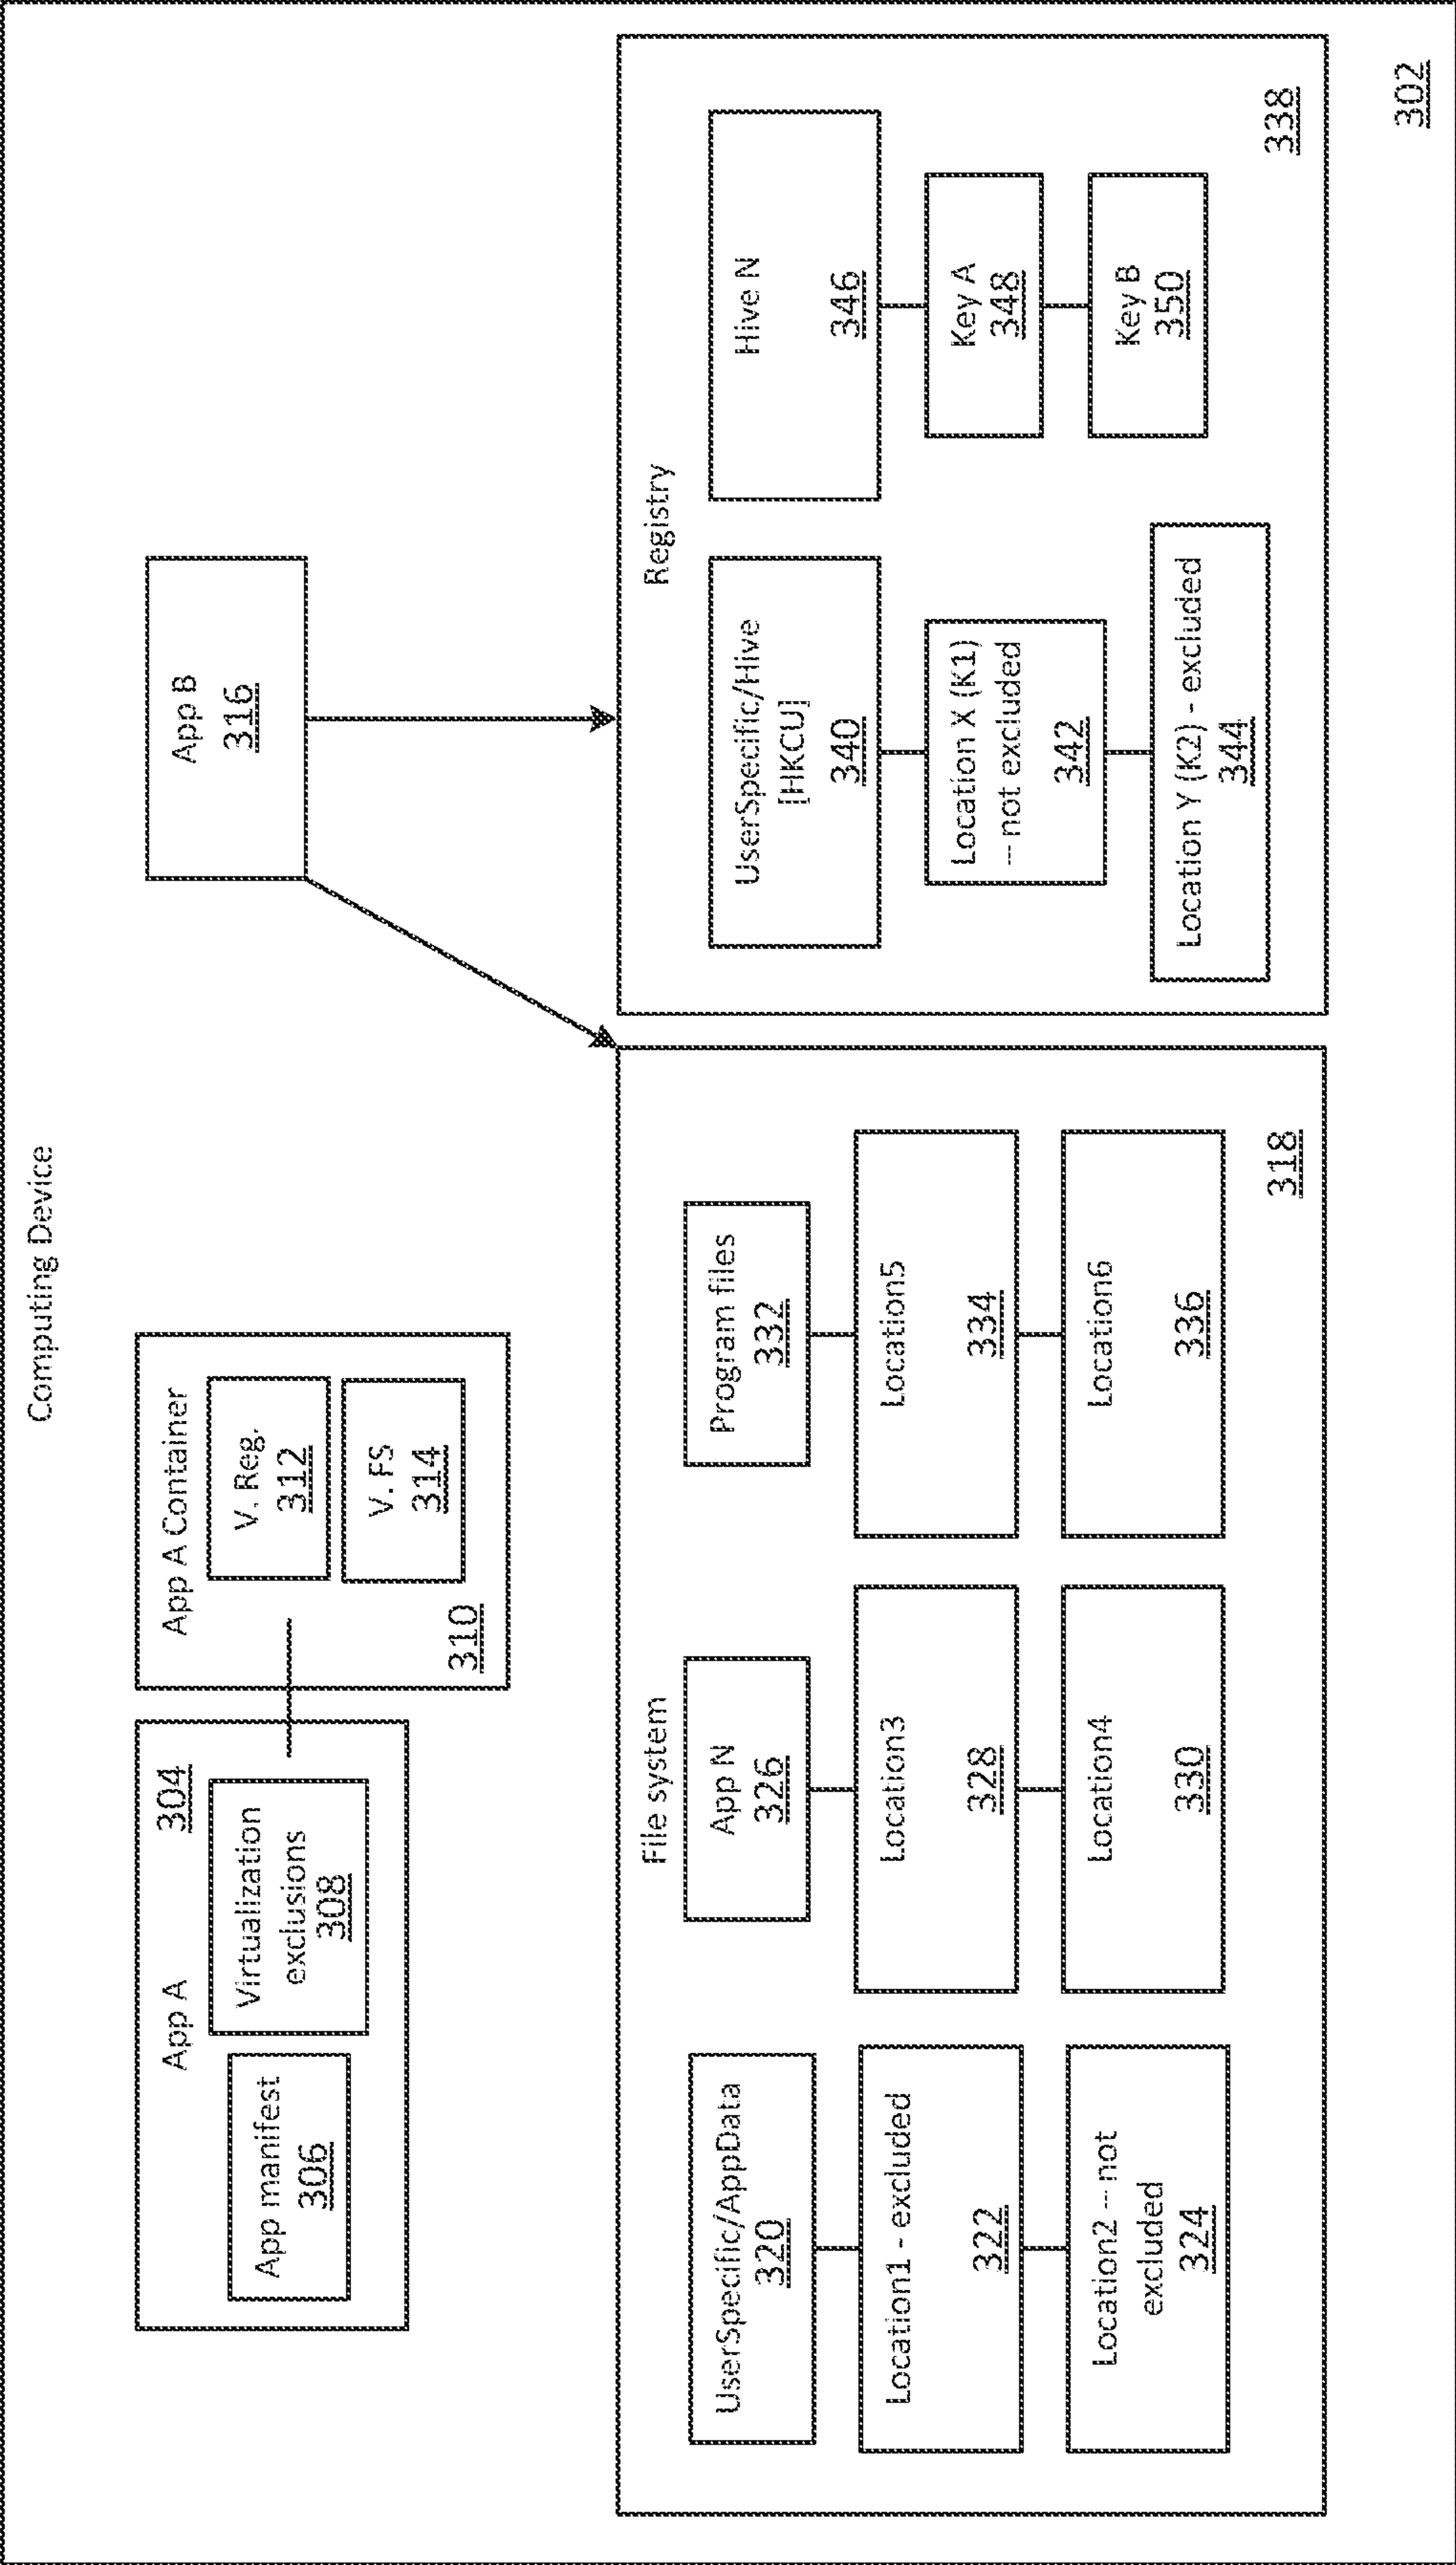 Computing Device
App A
304
App manifest
306
Virtualization
exclusions
308
App A Container
V. Reg.
312
V. FS
314
310
App B
316
File system
UserSpecific/AppData
320
Location1 - excluded
322
Location2 -- not
excluded
324
App N
326
Location3
328
Location4
330
Program files
332
Location5
334
Location6
336
318
Registry
UserSpecific/Hive
[HKCU]
340
Location X (K1)
-- not excluded
342
Location Y (K2) - excluded
344
Hive N
346
Key A
348
Key B
350
338
302